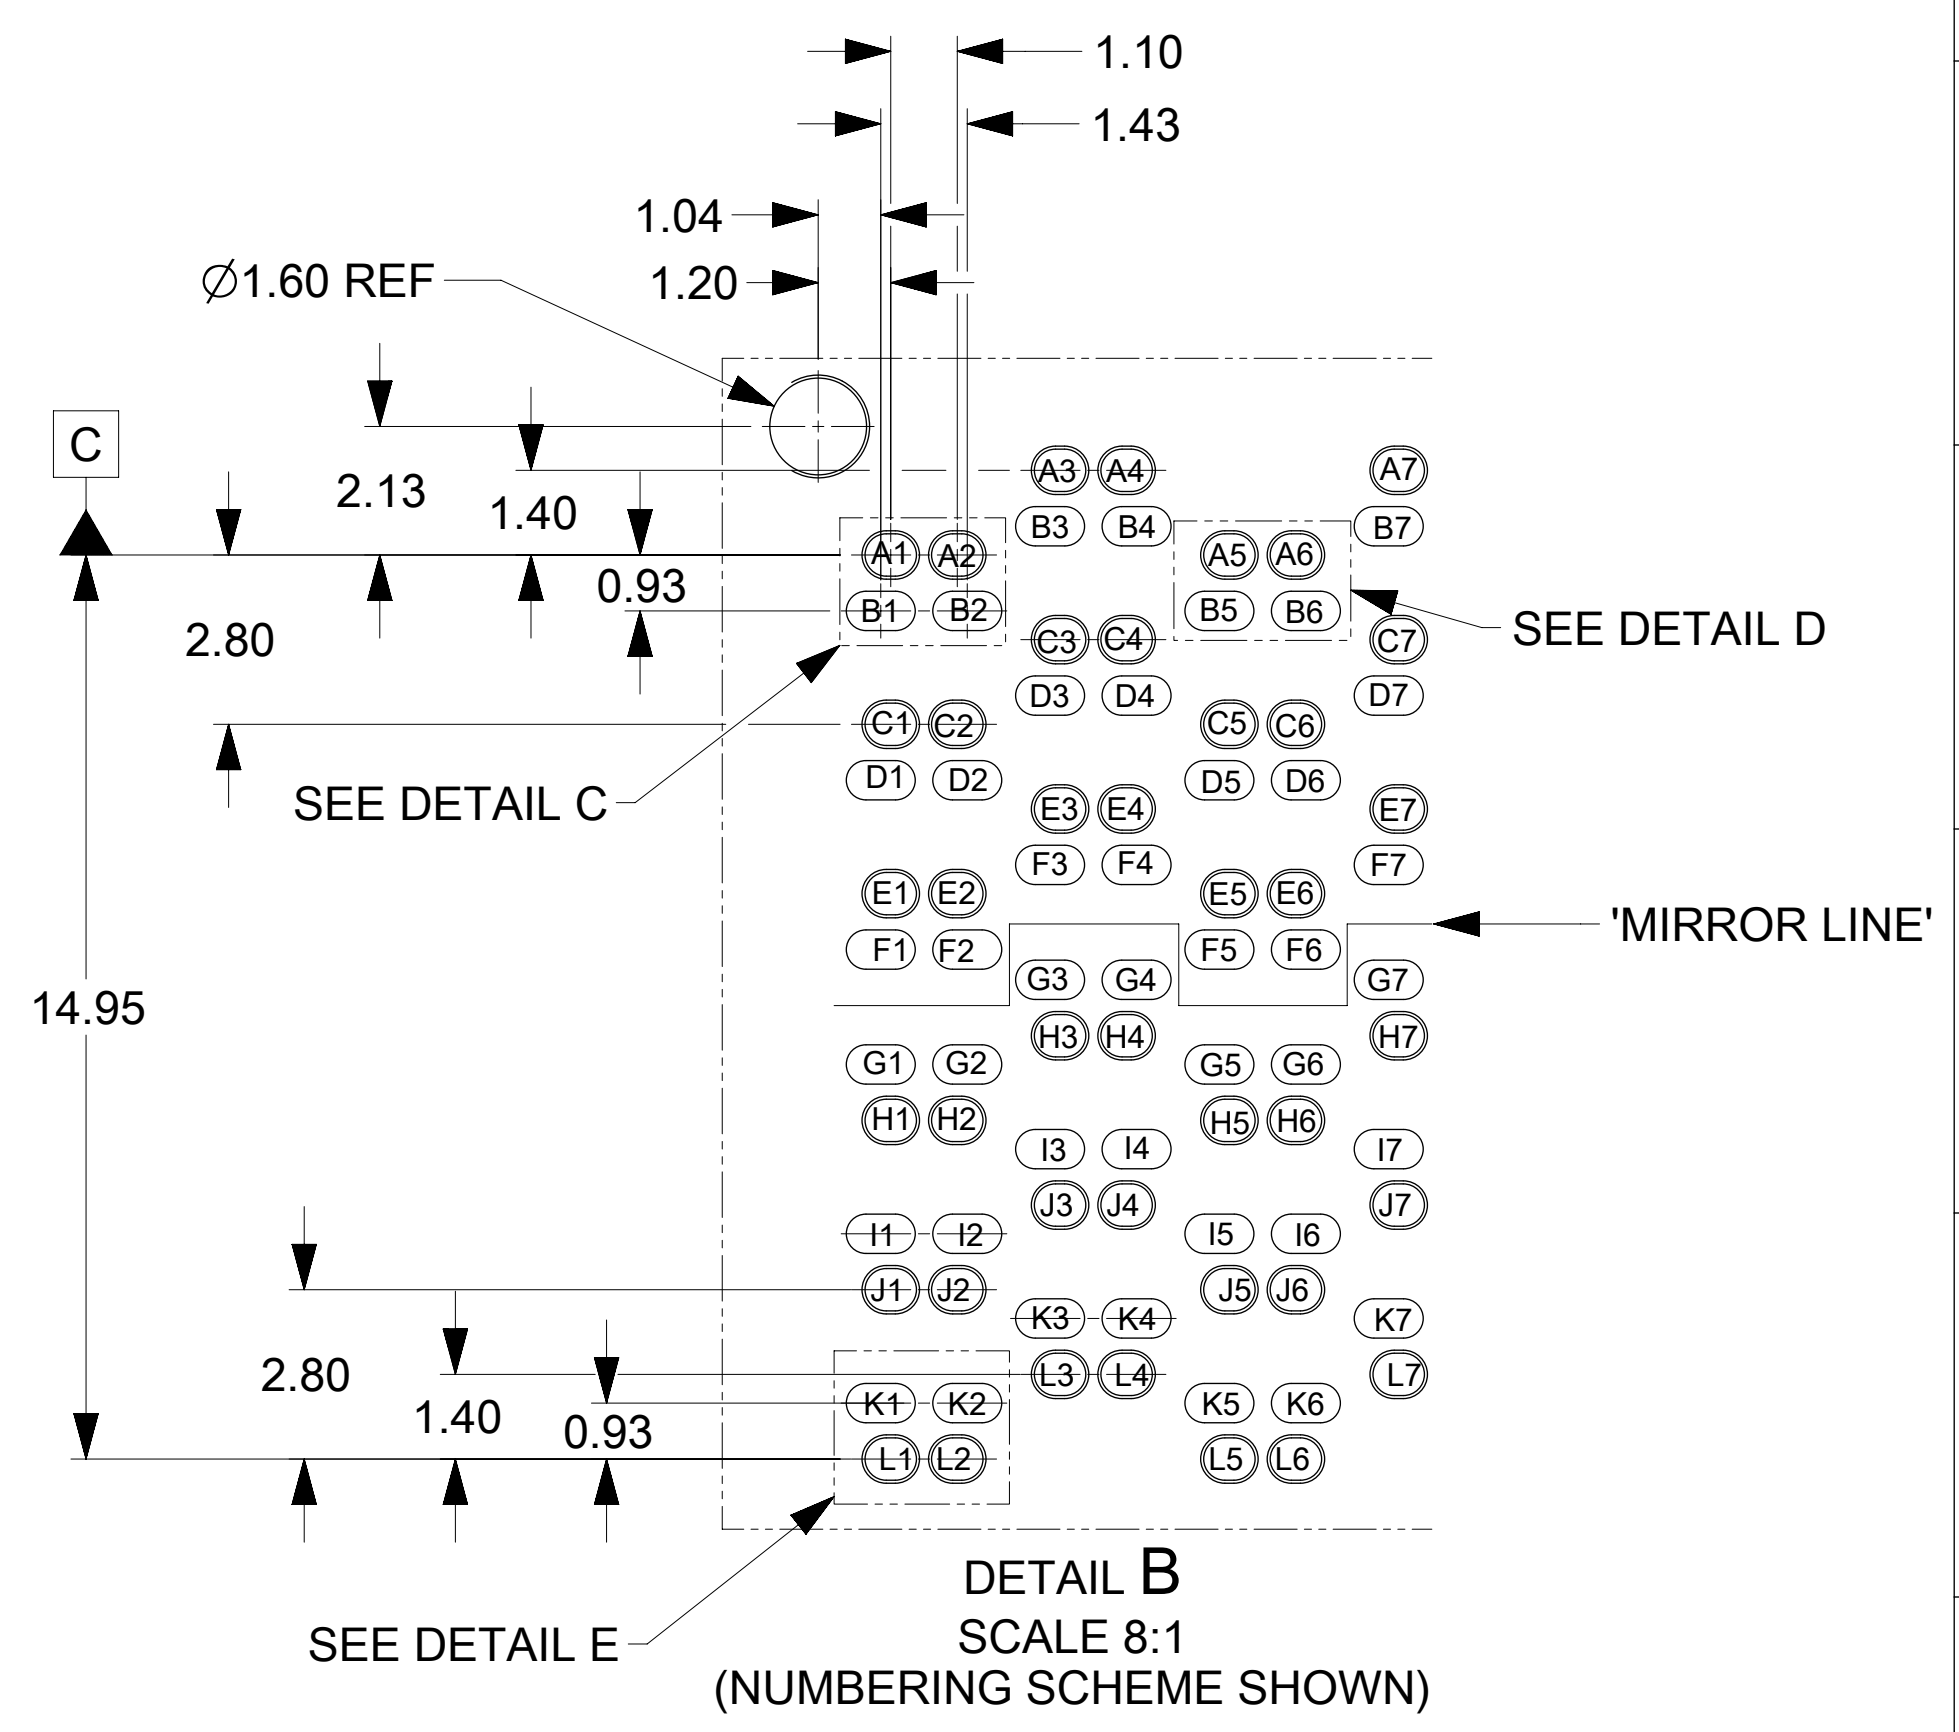 1.10
1.43
1.04
1.20
Ø1.60 REF
C
2.13
1.40
0.93
2.80
A3 A4 A7
B3 B4 B7
A1 A2 A5 A6
B1 B2 B5 B6
SEE DETAIL D
C3 C4 C7
D3 D4 D7
C1 C2 C5 C6
D1 D2 D5 D6
SEE DETAIL C
E3 E4 E7
F3 F4 F7
E1 E2 E5 E6
'MIRROR LINE'
F1 F2 F5 F6
G3 G4 G7
14.95
H3 H4 H7
G1 G2 G5 G6
H1 H2 H5 H6
I3 I4 I7
J3 J4 J7
I1 I2 I5 I6
J1 J2 J5 J6
K3 K4 K7
2.80
L3 L4 L7
1.40
K1 K2 K5 K6
0.93
L1 L2 L5 L6
DETAIL B
SEE DETAIL E
SCALE 8:1
(NUMBERING SCHEME SHOWN)